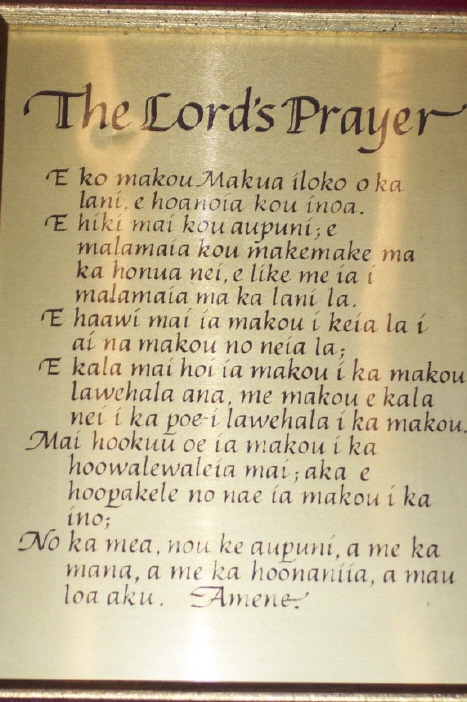 The Lord's Prayer
E ko makou Makua iloko o ka
lani, e hoanoia kou inoa.
E hiki mai kou aupuni; e
malamaia kou makemake ma
ka honua nei, e like me ia i
malamaia ma ka lani la.
E haawi mai ia makou i keia la i
ai na makou no neia la;
E kala mai hoi ia makou i ka makou
lawehala ana, me makou e kala
nei i ka poe i lawehala i ka makou.
Mai hookuu oe ia makou i ka
hoowalewaleia mai; aka e
hoopakele no nae ia makou i ka
ino;
No ka mea, nou ke aupuni, a me ka
mana, a me ka hoonaniia, a mau
loa aku. Amene.